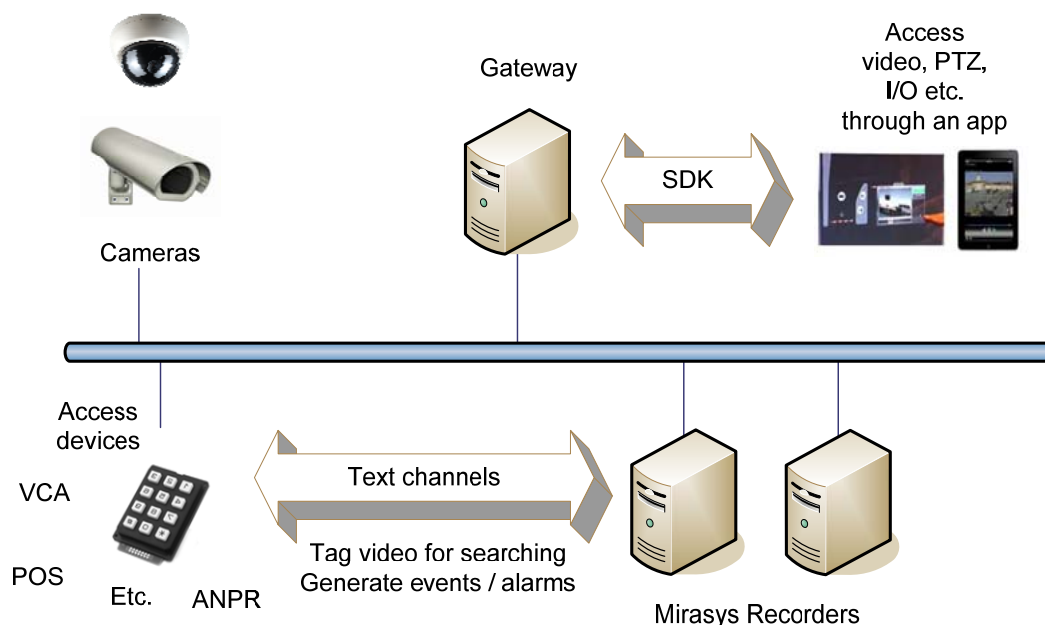 Gateway
Access
video, PTZ,
I/O etc.
through an app
SDK
Cameras
Access
devices
VCA
POS
Etc.
ANPR
Text channels
Tag video for searching
Generate events / alarms
Mirasys Recorders